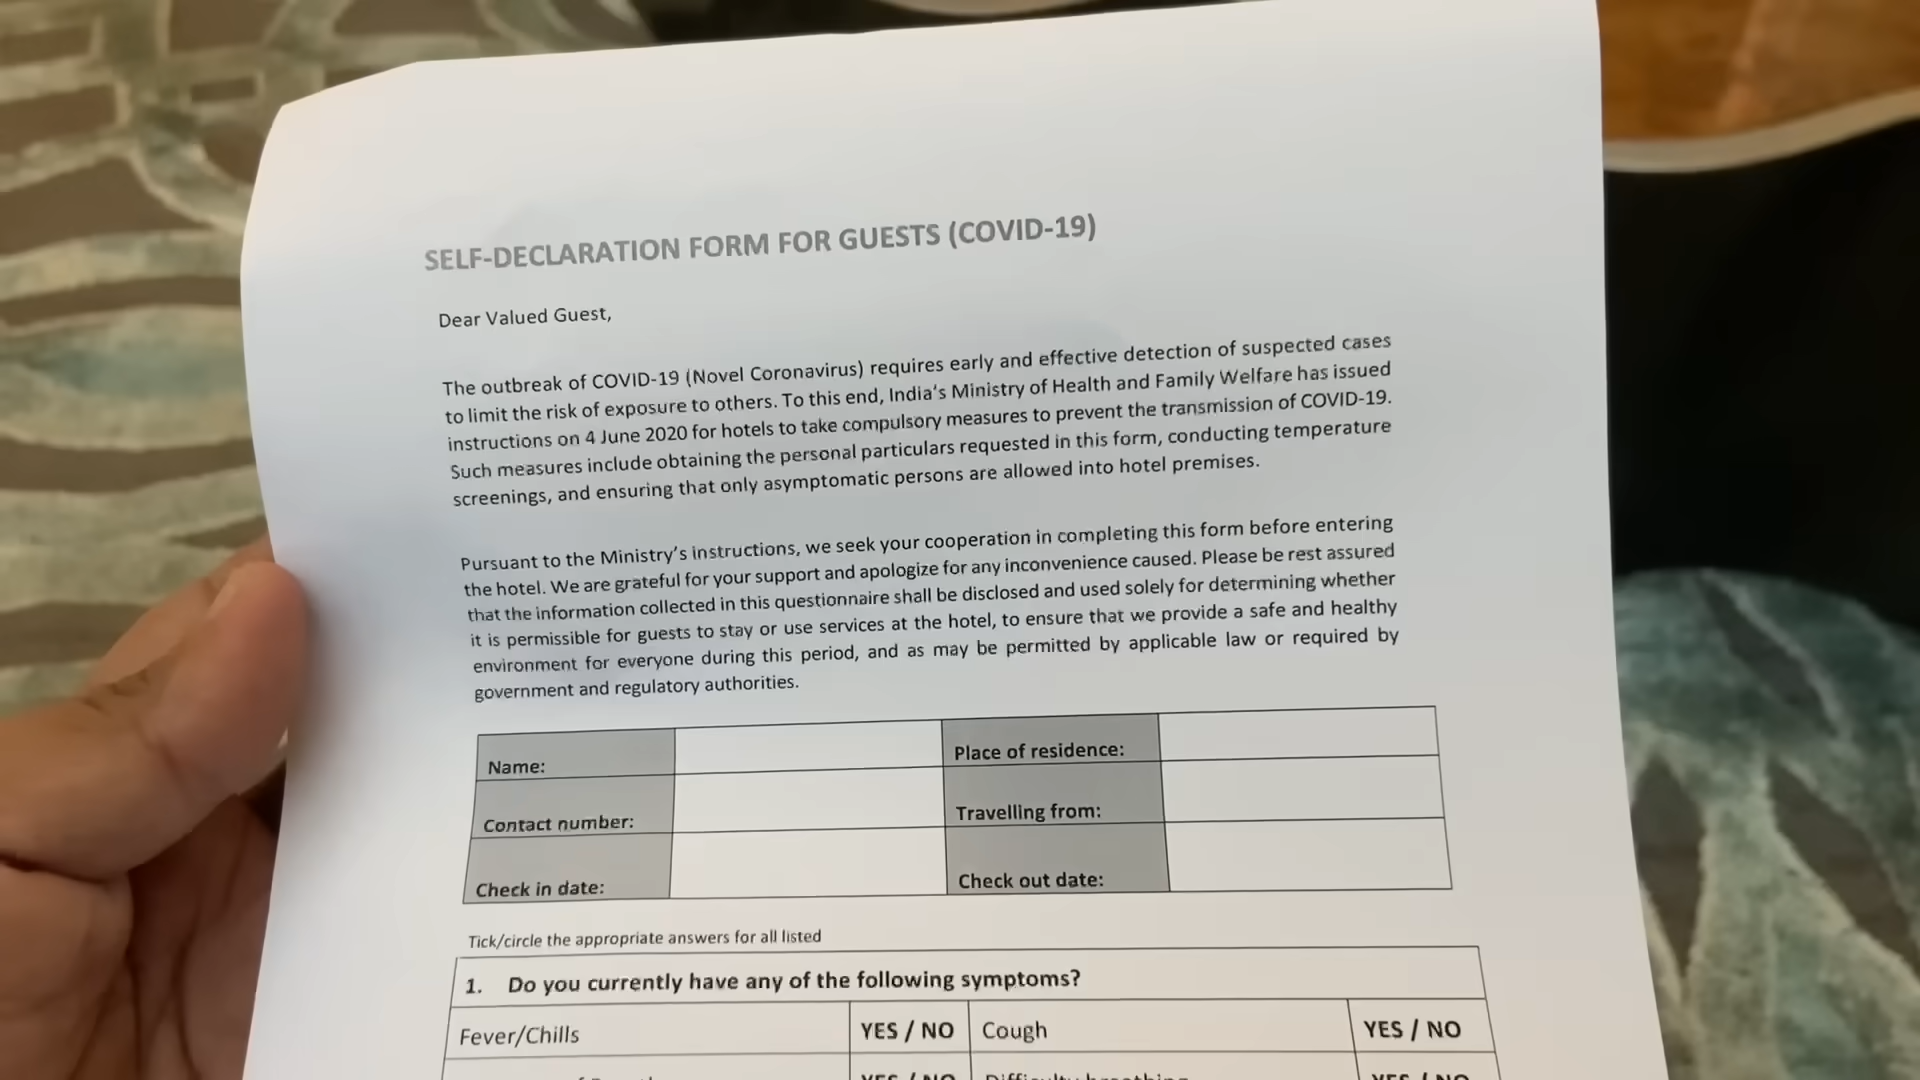 SELF-DECLARATION FORM FOR GUESTS (COVID-19)
Dear Valued Guest,
The outbreak of COVID-19 (Novel Coronavirus) requires early and effective detection of suspected cases
to limit the risk of exposure to others. To this end, India's Ministry of Health and Family Welfare has issued
instructions on 4 June 2020 for hotels to take compulsory measures to prevent the transmission of COVID-19.
Such measures include obtaining the personal particulars requested in this form, conducting temperature
screenings, and ensuring that only asymptomatic persons are allowed into hotel premises.
Pursuant to the Ministry's instructions, we seek your cooperation in completing this form before entering
the hotel. We are grateful for your support and apologize for any inconvenience caused. Please be rest assured
that the information collected in this questionnaire shall be disclosed and used solely for determining whether
it is permissible for guests to stay or use services at the hotel, to ensure that we provide a safe and healthy
environment for everyone during this period, and as may be permitted by applicable law or required by
government and regulatory authorities.
Name: Place of residence:
Contact number: Travelling from:
Check in date: Check out date:
Tick/circle the appropriate answers for all listed
1. Do you currently have any of the following symptoms?
Fever/Chills YES / NO Cough YES / NO
YES / NO Difficulty breathing YES / NO